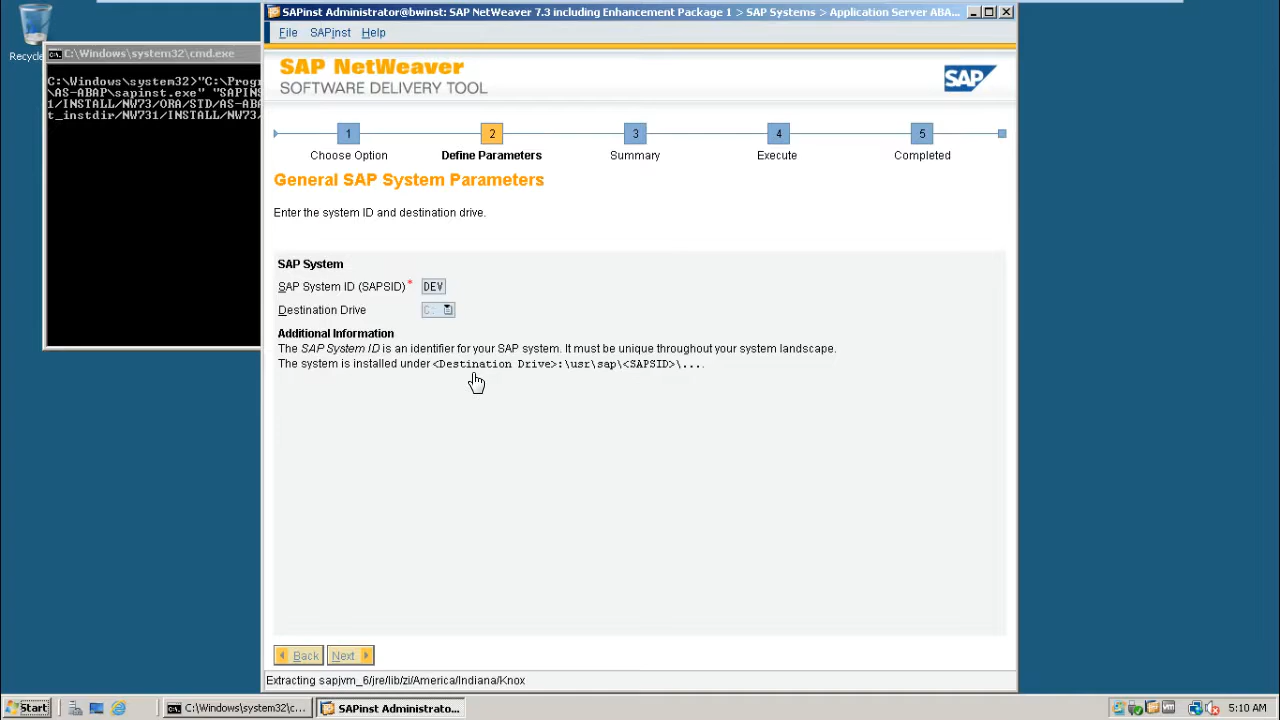 SAPinst Administrator@bwinst: SAP NetWeaver 7.3 including Enhancement Package 1 > SAP Systems > Application Server ABA...
File SAPinst Help
SAP NetWeaver
SOFTWARE DELIVERY TOOL
SAP
1 2 3 4 5
Choose Option Define Parameters Summary Execute Completed
General SAP System Parameters
Enter the system ID and destination drive.
SAP System
SAP System ID (SAPSID)* DEV
Destination Drive C:
Additional Information
The SAP System ID is an identifier for your SAP system. It must be unique throughout your system landscape.
The system is installed under <Destination Drive>:\usr\sap\<SAPSID>\....
Back Next
Extracting sapjvm_6/jre/lib/zi/America/Indiana/Knox
Recycle
C:\Windows\system32\cmd.exe
C:\Windows\system32>"C:\Progr
\AS-ABAP\sapinst.exe" "SAPINS
1/INSTALL/NW73/ORA/SID/AS-ABA
t_instdir/NW731/INSTALL/NW73/
Start C:\Windows\system32\c... SAPinst Administrato... 5:10 AM